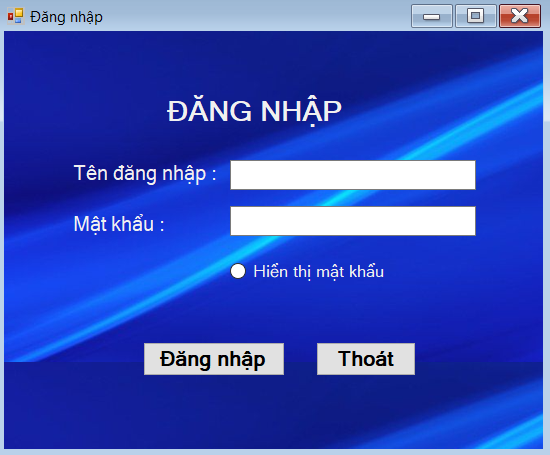 Đăng nhập
ĐĂNG NHẬP
Tên đăng nhập :
Mật khẩu :
Hiển thị mật khẩu
Đăng nhập
Thoát